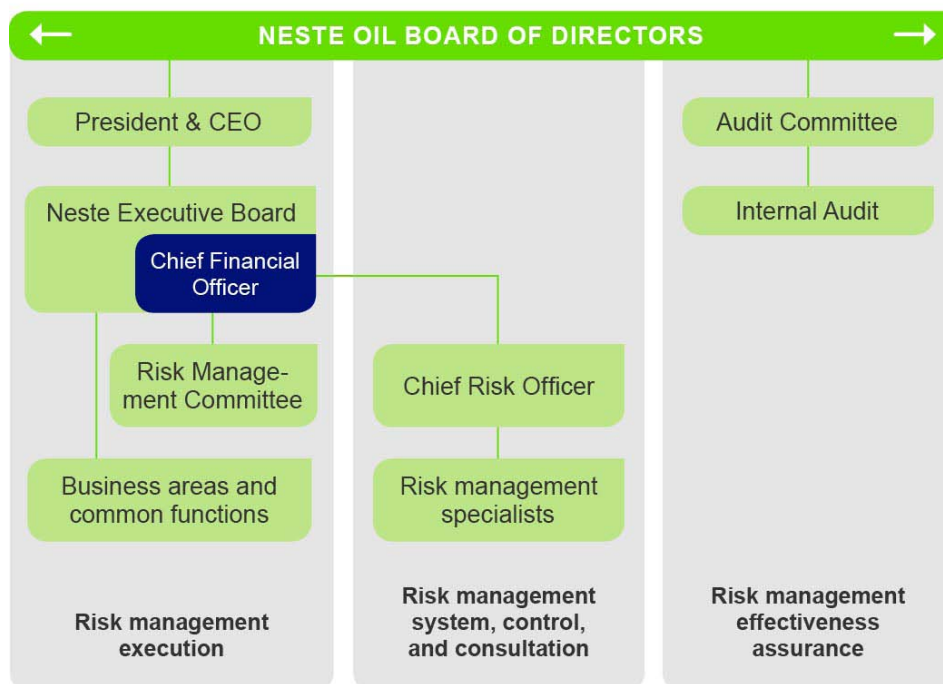 NESTE OIL BOARD OF DIRECTORS
President & CEO
Neste Executive Board
Chief Financial
Officer
Risk Manage-
ment Committee
Business areas and
common functions
Risk management
execution
Chief Risk Officer
Risk management
specialists
Risk management
system, control,
and consultation
Audit Committee
Internal Audit
Risk management
effectiveness
assurance